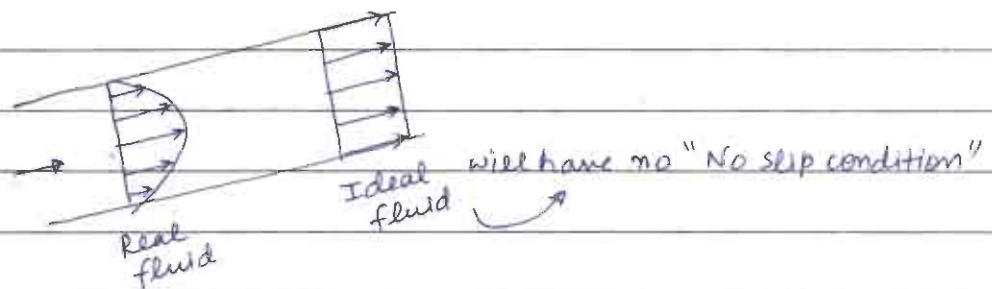 Real
fluid
Ideal
fluid
will have no "No slip condition"